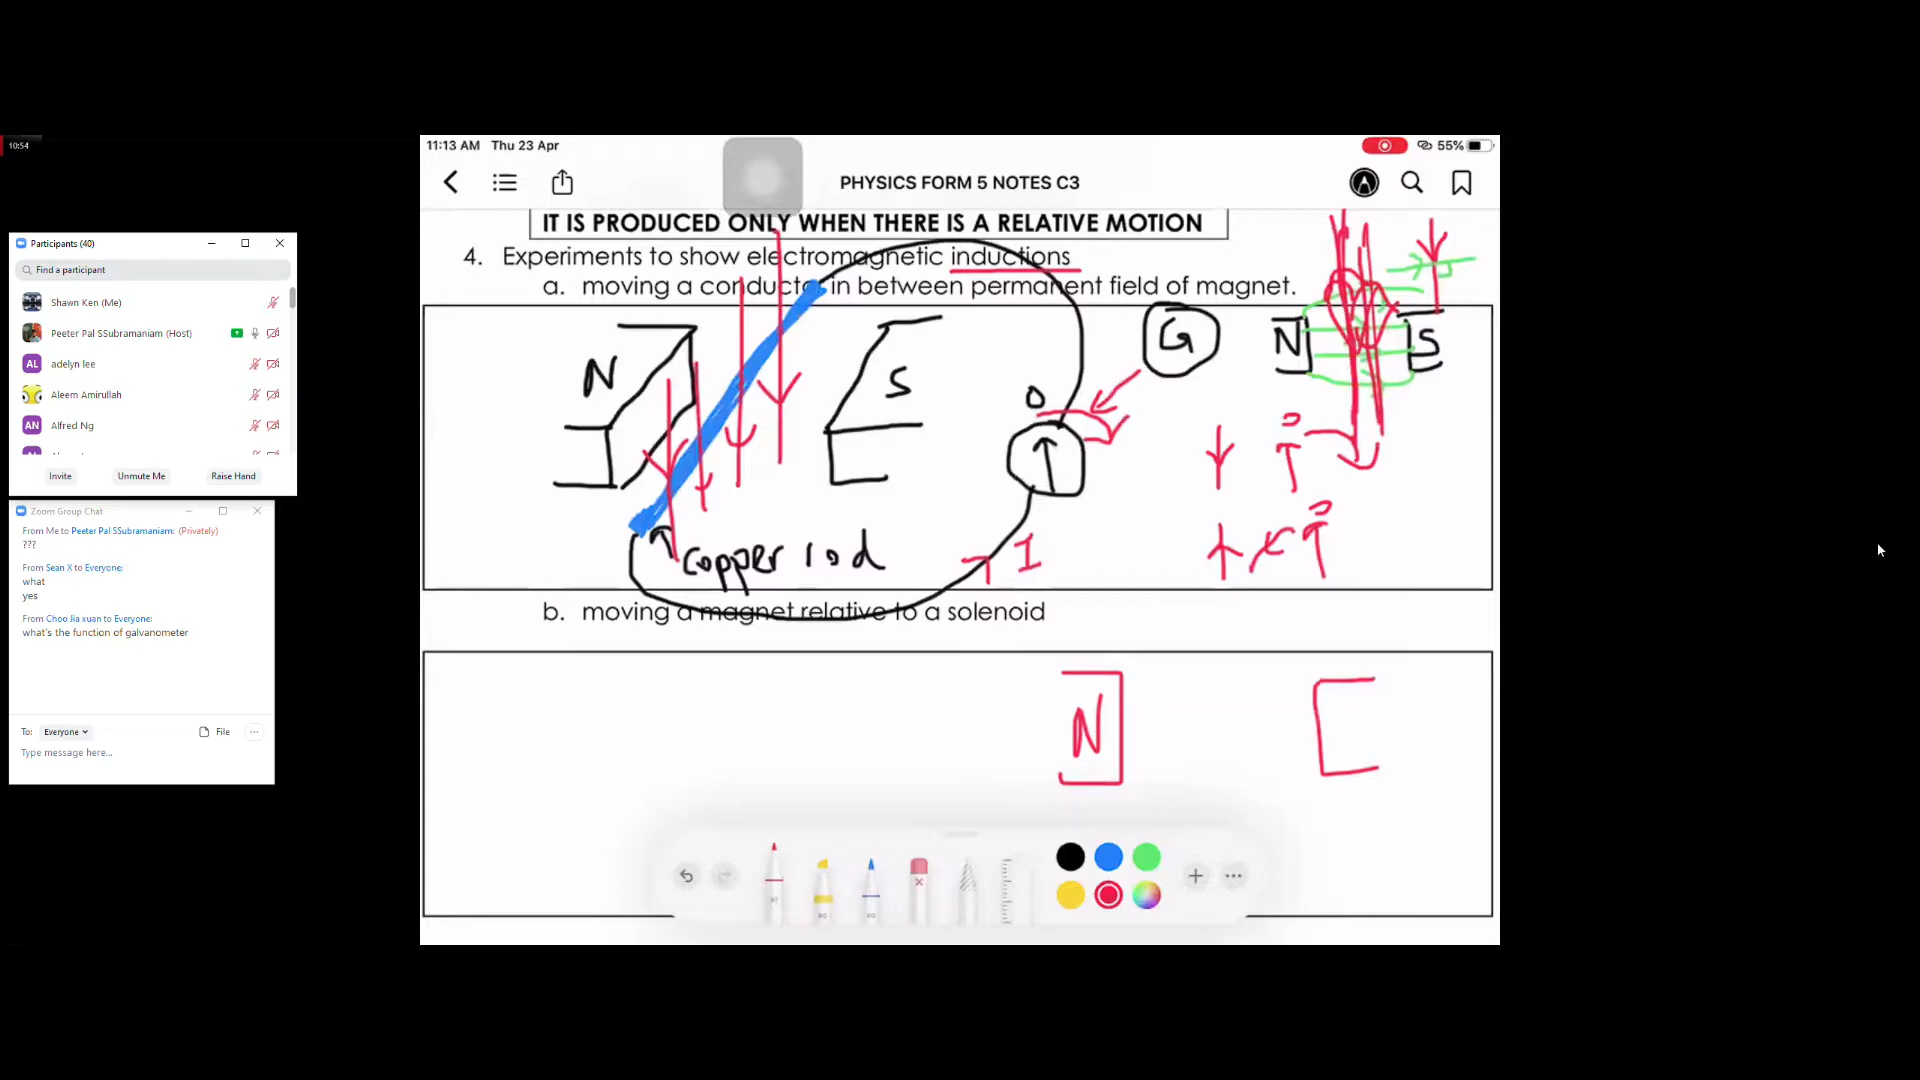 10:54
11:13 AM Thu 23 Apr
55%
PHYSICS FORM 5 NOTES C3
IT IS PRODUCED ONLY WHEN THERE IS A RELATIVE MOTION
4. Experiments to show electromagnetic inductions
a. moving a conductor in between permanent field of magnet.
N
S
G
N
S
0
0
0
I
copper rod
b. moving a magnet relative to a solenoid
N
Participants (40)
Find a participant
Shawn Ken (Me)
Peeter Pal SSubramaniam (Host)
AL adelyn lee
Aleem Amirullah
AN Alfred Ng
Invite Unmute Me Raise Hand
Zoom Group Chat
From Me to Peeter Pal SSubramaniam: (Privately)
???
From Sean X to Everyone:
what
yes
From Choo Jia xuan to Everyone:
what's the function of galvanometer
To: Everyone File
Type message here...